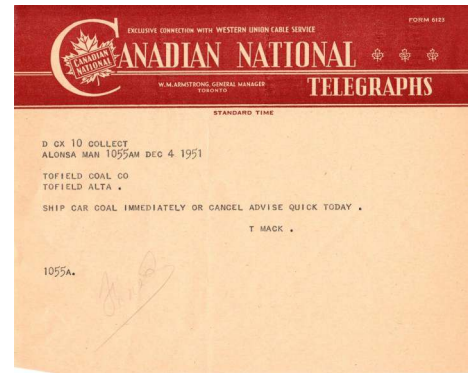 FORM 6123
EXCLUSIVE CONNECTION WITH WESTERN UNION CABLE SERVICE
CANADIAN NATIONAL
CANADIAN NATIONAL
TELEGRAPHS
W.M. ARMSTRONG, GENERAL MANAGER
TORONTO
STANDARD TIME
D CX 10 COLLECT
ALONSA MAN 1055AM DEC 4 1951
TOFIELD COAL CO
TOFIELD ALTA .
SHIP CAR COAL IMMEDIATELY OR CANCEL ADVISE QUICK TODAY .
T MACK .
1055A.